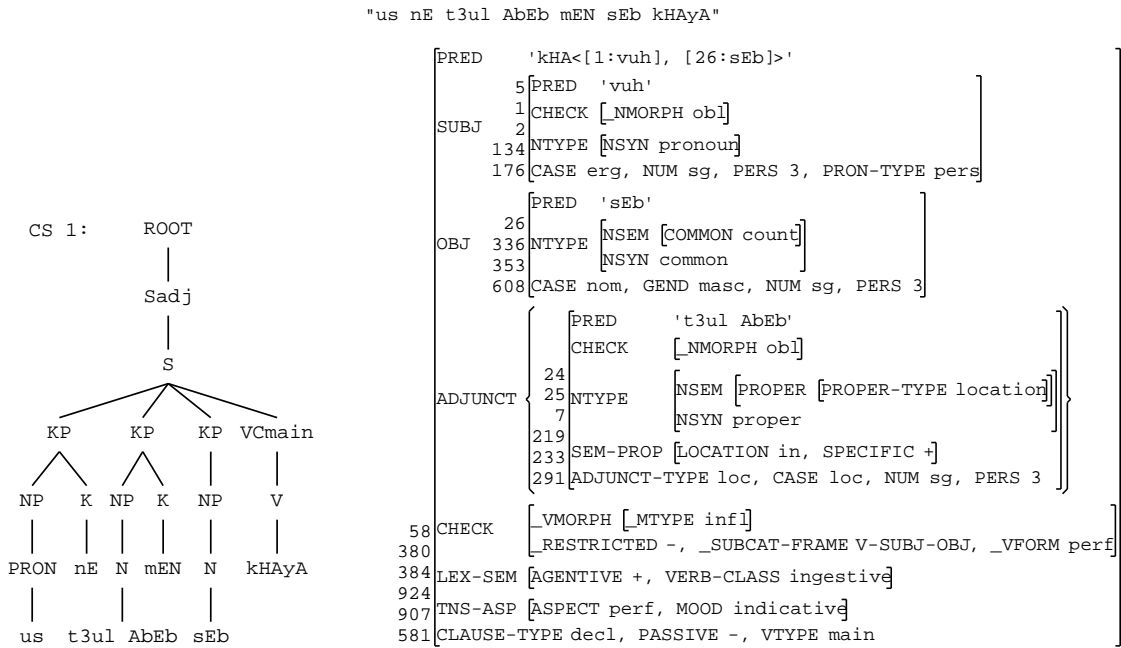 "us nE t3ul AbEb mEN sEb kHAyA"
CS 1:
ROOT
Sadj
S
KP KP KP VCmain
NP K NP K NP V
PRON nE N mEN N kHAyA
us t3ul AbEb sEb
PRED 'kHA<[1:vuh], [26:sEb]>'
SUBJ
5
1
2
134
176
PRED 'vuh'
CHECK [_NMORPH obl]
NTYPE [NSYN pronoun]
CASE erg, NUM sg, PERS 3, PRON-TYPE pers
OBJ
26
336
353
608
PRED 'sEb'
NTYPE [NSEM [COMMON count]
NSYN common]
CASE nom, GEND masc, NUM sg, PERS 3
ADJUNCT
24
25
7
219
233
291
PRED 't3ul AbEb'
CHECK [_NMORPH obl]
NTYPE [NSEM [PROPER [PROPER-TYPE location]]
NSYN proper]
SEM-PROP [LOCATION in, SPECIFIC +]
ADJUNCT-TYPE loc, CASE loc, NUM sg, PERS 3
58
380
384
924
907
581
CHECK [_VMORPH [_MTYPE infl]
_RESTRICTED -, _SUBCAT-FRAME V-SUBJ-OBJ, _VFORM perf]
LEX-SEM [AGENTIVE +, VERB-CLASS ingestive]
TNS-ASP [ASPECT perf, MOOD indicative]
CLAUSE-TYPE decl, PASSIVE -, VTYPE main